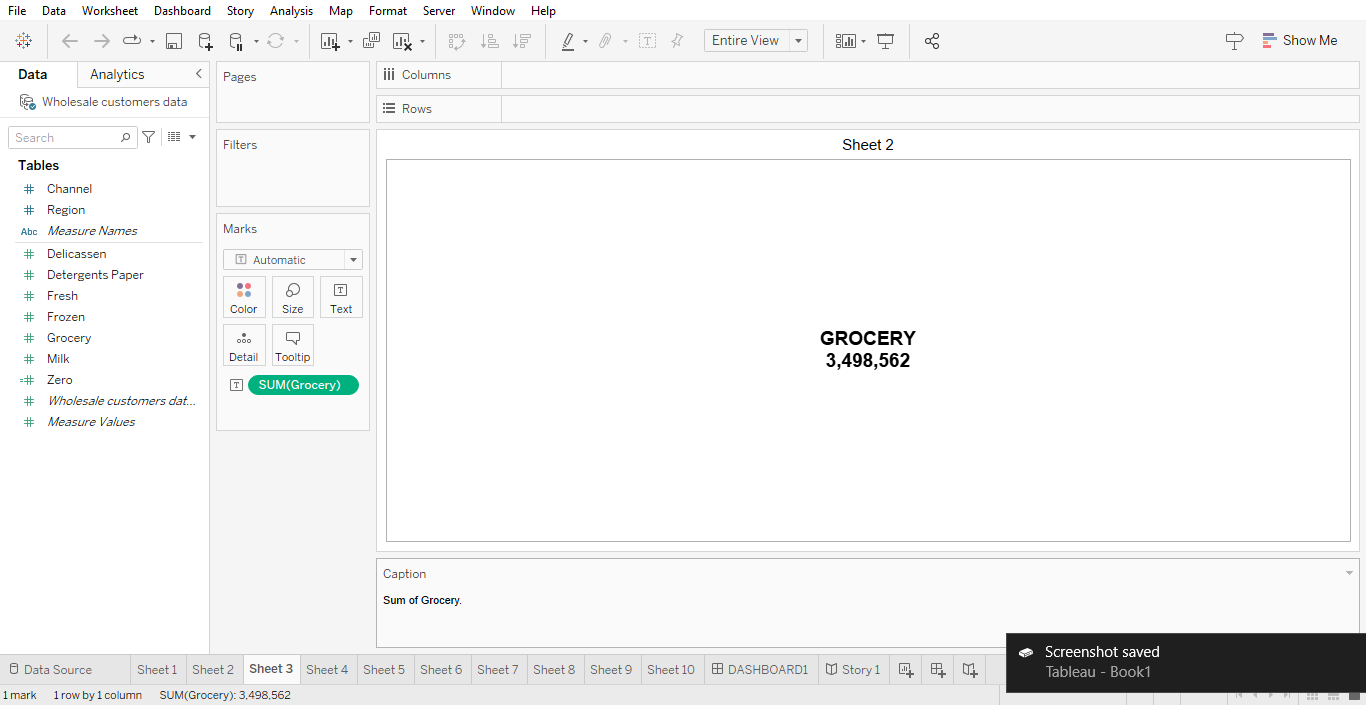 File Data Worksheet Dashboard Story Analysis Map Format Server Window Help
Entire View
Show Me
Data Analytics
Wholesale customers data
Search
Tables
# Channel
# Region
Abc Measure Names
# Delicassen
# Detergents Paper
# Fresh
# Frozen
# Grocery
# Milk
=# Zero
# Wholesale customers dat...
# Measure Values
Pages
Filters
Marks
T Automatic
Color Size T Text
Detail Tooltip
T SUM(Grocery)
Columns
Rows
Sheet 2
GROCERY
3,498,562
Caption
Sum of Grocery.
Screenshot saved
Tableau - Book1
Data Source Sheet 1 Sheet 2 Sheet 3 Sheet 4 Sheet 5 Sheet 6 Sheet 7 Sheet 8 Sheet 9 Sheet 10 DASHBOARD1 Story 1
1 mark 1 row by 1 column SUM(Grocery): 3,498,562